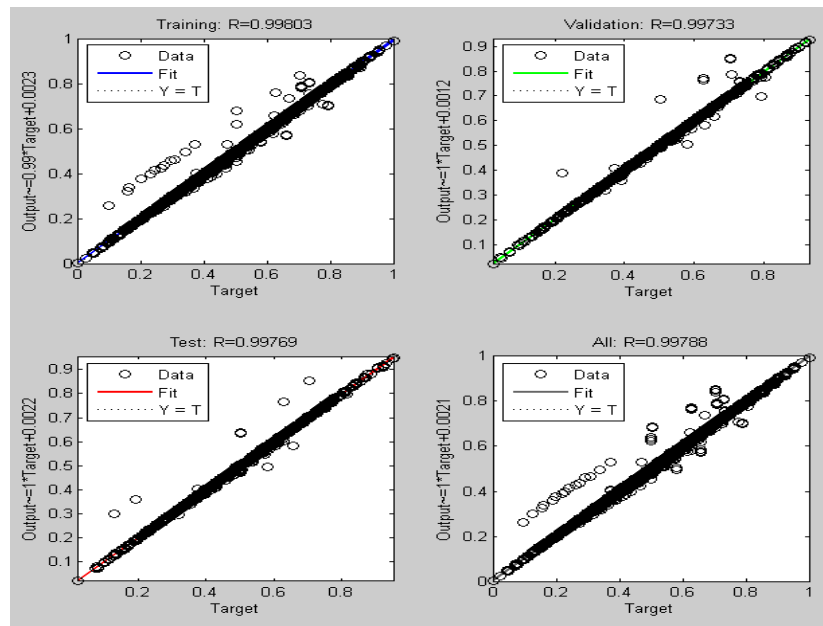 Training: R=0.99803
Output~=0.99*Target+0.0023
1
0.8
0.6
0.4
0.2
0
Data
Fit
Y = T
0
0.2
0.4
0.6
0.8
1
Target
Validation: R=0.99733
Output~=1*Target+0.0012
0.9
0.8
0.7
0.6
0.5
0.4
0.3
0.2
0.1
Data
Fit
Y = T
0.2
0.4
0.6
0.8
Target
Test: R=0.99769
Output~=1*Target+0.0022
0.9
0.8
0.7
0.6
0.5
0.4
0.3
0.2
0.1
Data
Fit
Y = T
0.2
0.4
0.6
0.8
Target
All: R=0.99788
Output~=1*Target+0.0021
1
0.8
0.6
0.4
0.2
0
Data
Fit
Y = T
0
0.2
0.4
0.6
0.8
1
Target